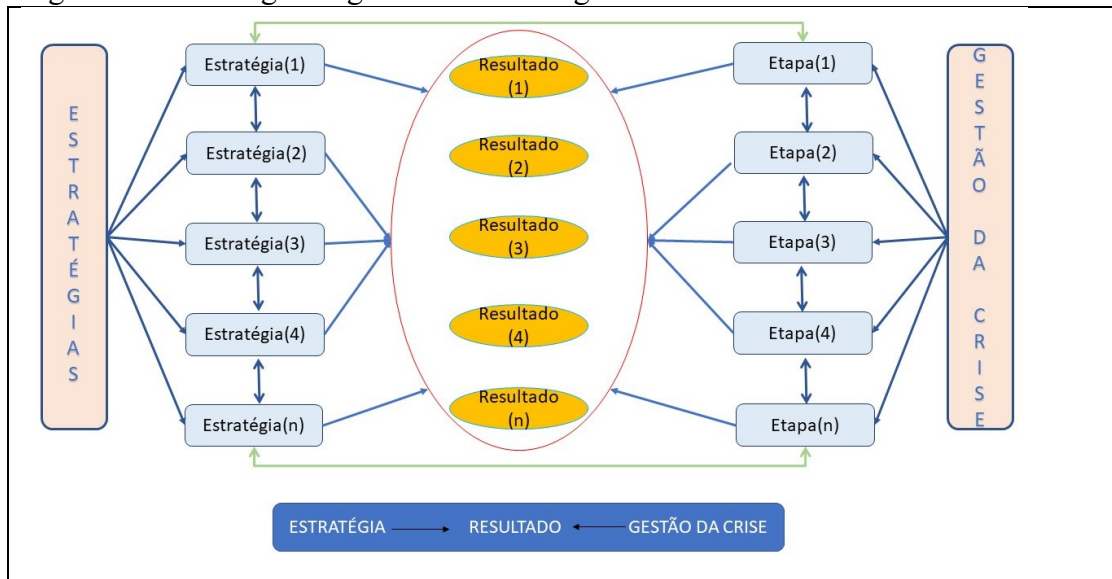 ESTRATÉGIAS
Estratégia(1)
Estratégia(2)
Estratégia(3)
Estratégia(4)
Estratégia(n)
Resultado
(1)
Resultado
(2)
Resultado
(3)
Resultado
(4)
Resultado
(n)
Etapa(1)
Etapa(2)
Etapa(3)
Etapa(4)
Etapa(n)
GESTÃO DA CRISE
ESTRATÉGIA RESULTADO GESTÃO DA CRISE